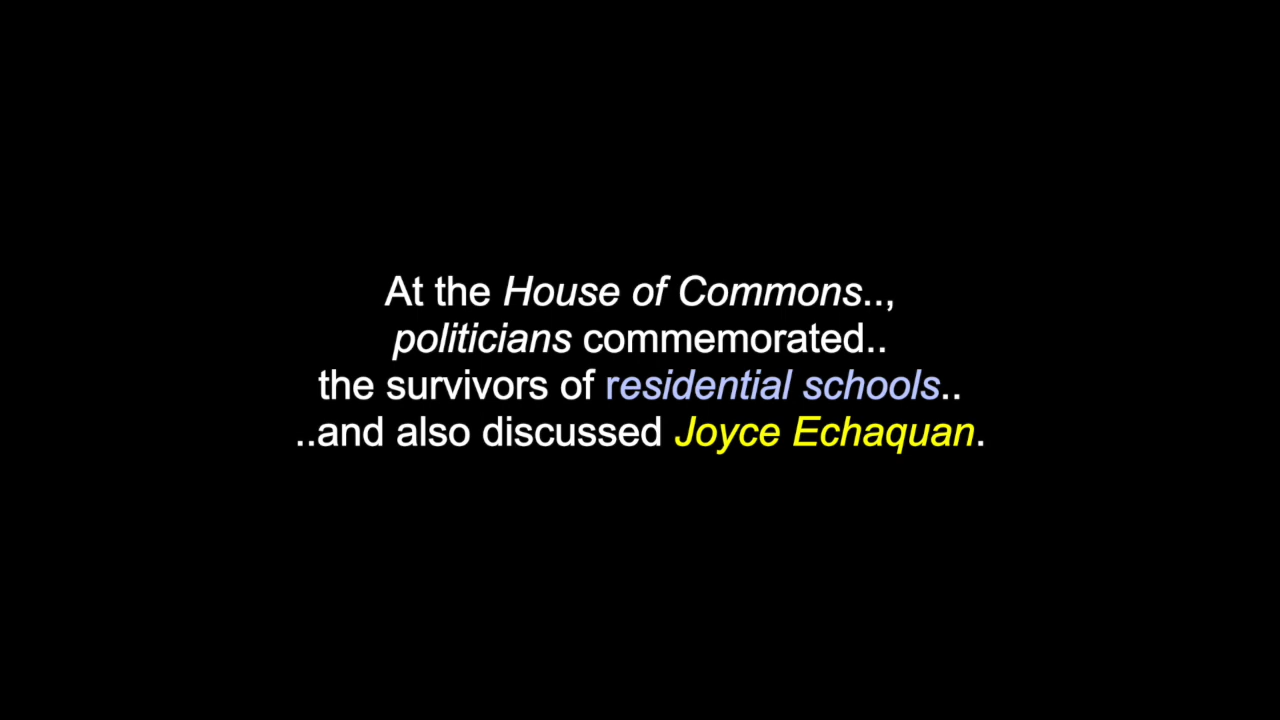 At the House of Commons..,
politicians commemorated..
the survivors of residential schools..
..and also discussed Joyce Echaquan.